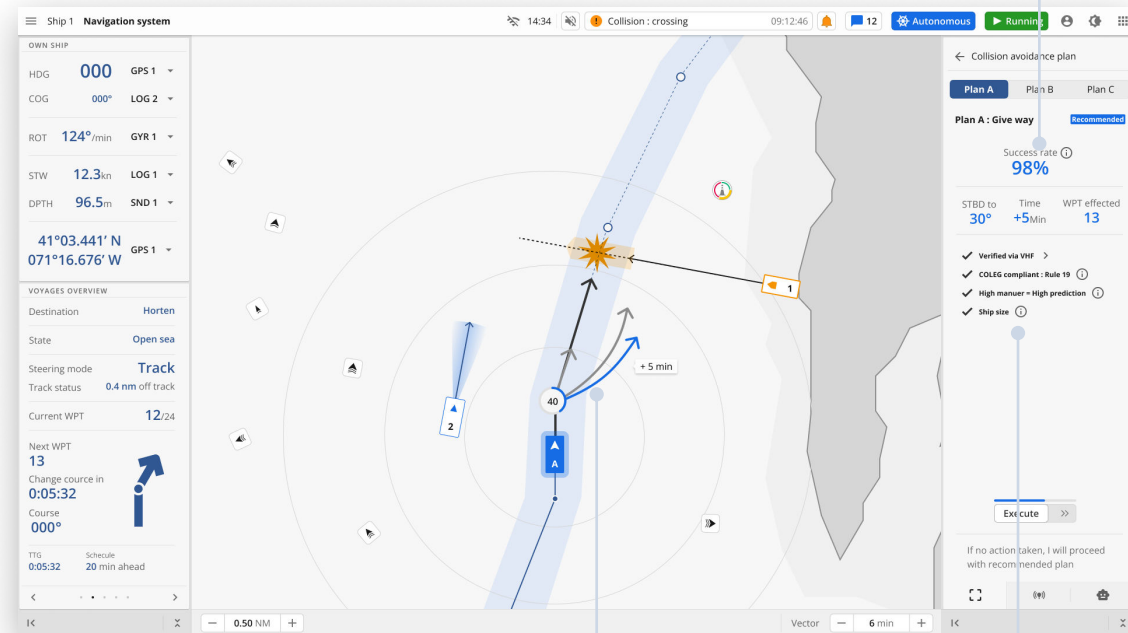 Ship 1 Navigation system
14:34
Collision : crossing 09:12:46
12
Autonomous
Running
OWN SHIP
HDG 000 GPS 1
COG 000° LOG 2
ROT 124°/min GYR 1
STW 12.3kn LOG 1
DPTH 96.5m SND 1
41°03.441' N
071°16.676' W
GPS 1
VOYAGES OVERVIEW
Destination Horten
State Open sea
Steering mode Track
Track status 0.4 nm off track
Current WPT 12/24
Next WPT
13
Change cource in
0:05:32
Course
000°
TTG Schecule
0:05:32 20 min ahead
1
2
40
A
+ 5 min
0.50 NM
Vector 6 min
Collision avoidance plan
Plan A Plan B Plan C
Plan A : Give way Recommended
Success rate
98%
STBD to Time WPT effected
30° +5Min 13
Verified via VHF
COLEG compliant : Rule 19
High manuer = High prediction
Ship size
Execute
If no action taken, I will proceed
with recommended plan